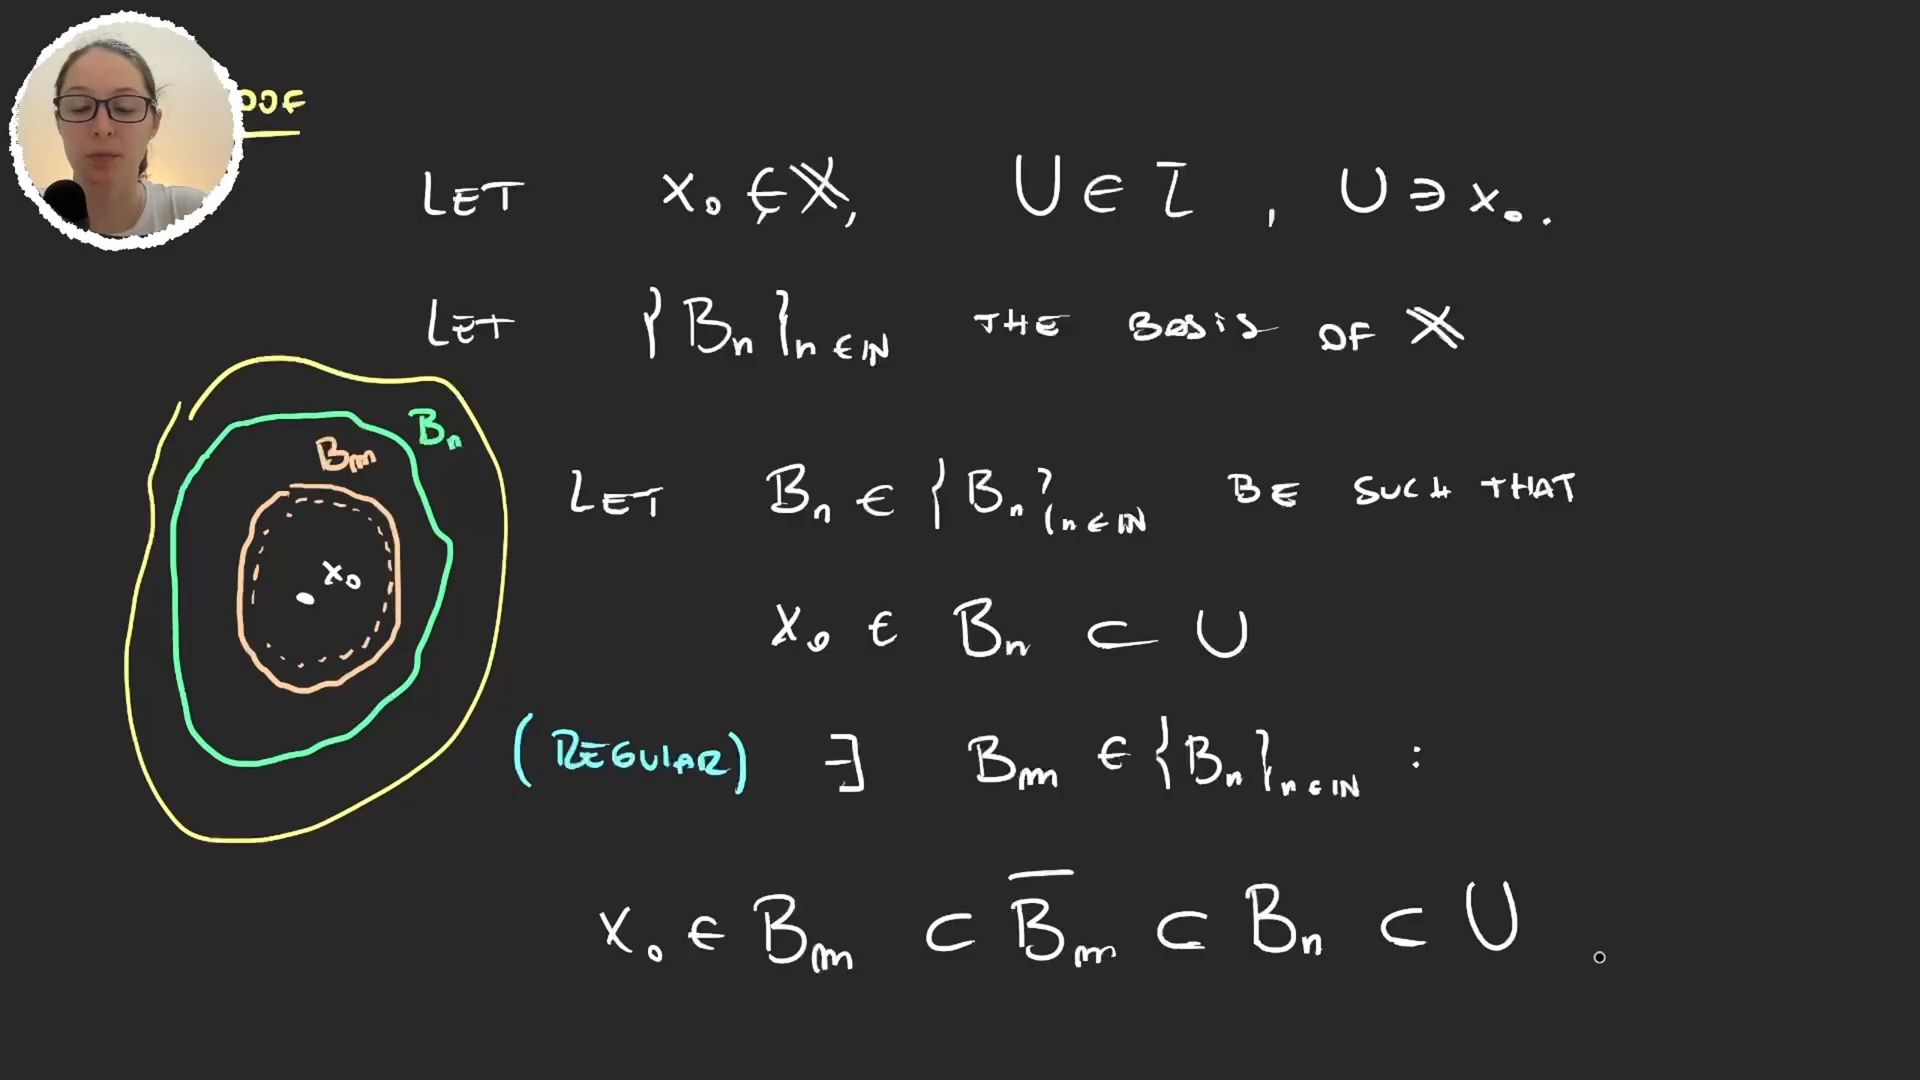 OOF
LET x₀ ∈ 𝕏, U ∈ τ , U ∋ x₀.
LET {Bₙ}ₙ∈ℕ THE BASIS OF 𝕏
Bₙ
Bₘ
x₀
LET Bₙ ∈ {Bₙ}ₙ∈ℕ BE SUCH THAT
x₀ ∈ Bₙ ⊂ U
(REGULAR) ∃ Bₘ ∈ {Bₙ}ₙ∈ℕ :
x₀ ∈ Bₘ ⊂ B̅ₘ ⊂ Bₙ ⊂ U